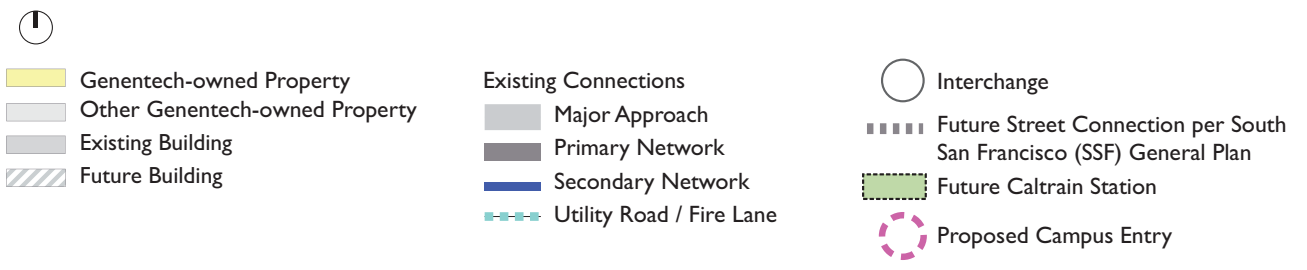 Genentech-owned Property
Other Genentech-owned Property
Existing Building
Future Building
Existing Connections
Major Approach
Primary Network
Secondary Network
Utility Road / Fire Lane
Interchange
Future Street Connection per South
San Francisco (SSF) General Plan
Future Caltrain Station
Proposed Campus Entry